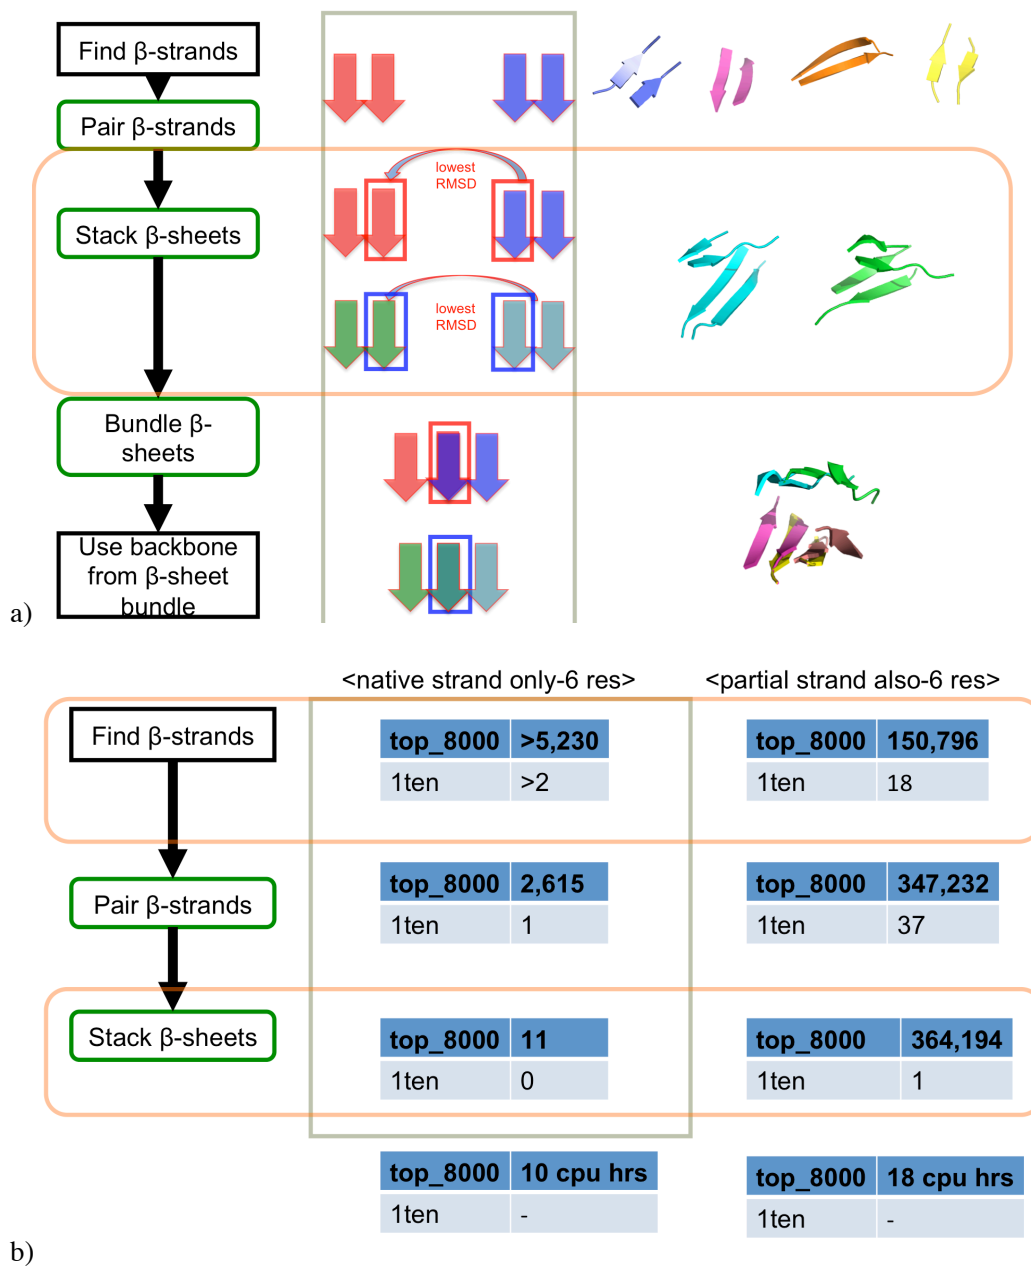 Find β-strands
Pair β-strands
lowest
RMSD
Stack β-sheets
lowest
RMSD
Bundle β-
sheets
Use backbone
from β-sheet
bundle
a)
<native strand only-6 res>
<partial strand also-6 res>
Find β-strands
top_8000 >5,230
1ten >2
top_8000 150,796
1ten 18
Pair β-strands
top_8000 2,615
1ten 1
top_8000 347,232
1ten 37
Stack β-sheets
top_8000 11
1ten 0
top_8000 364,194
1ten 1
top_8000 10 cpu hrs
1ten -
top_8000 18 cpu hrs
1ten -
b)